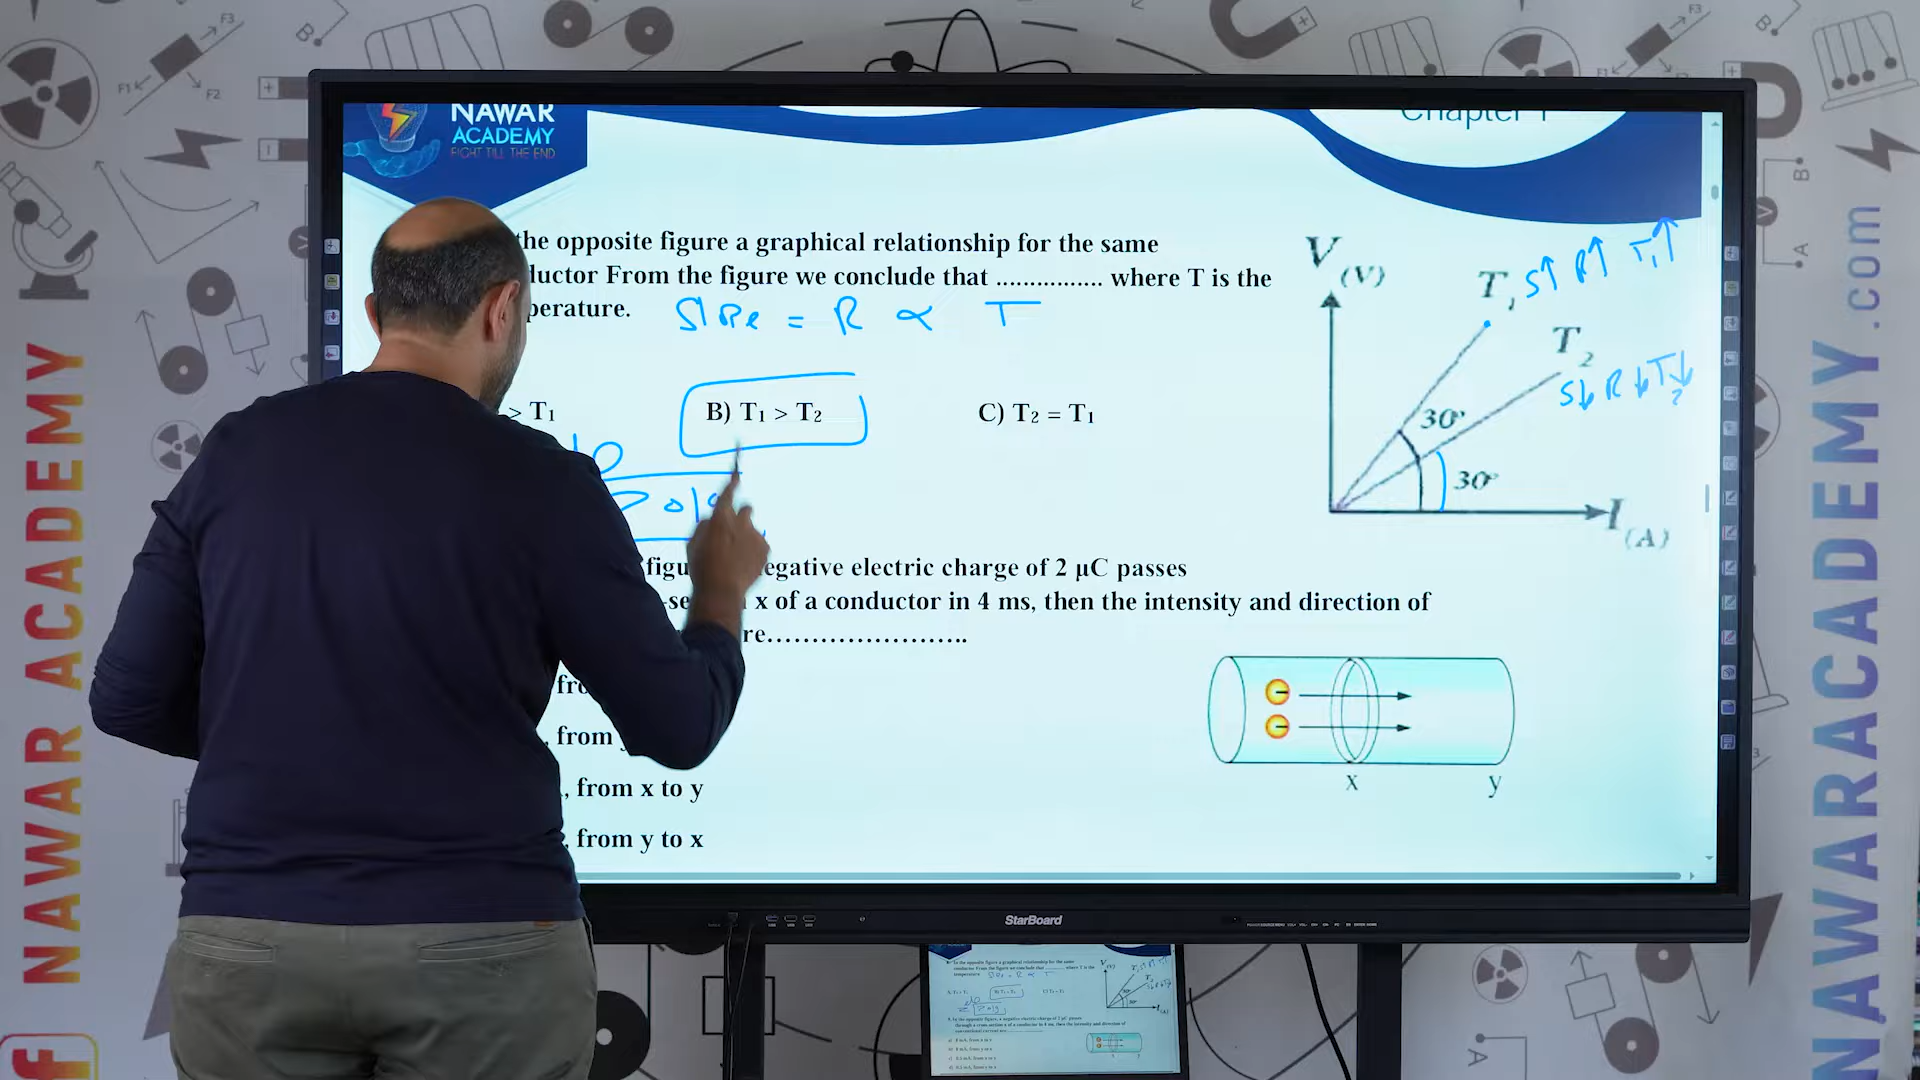 NAWAR
ACADEMY
FIGHT TILL THE END
Chapter 1
the opposite figure a graphical relationship for the same
ductor From the figure we conclude that ................ where T is the
perature.
Slope = R ∝ T
> T1
B) T1 > T2
C) T2 = T1
V (V)
T1 S↑ R↑ T1↑
T2
S↓ R↓ T2↓
30°
30°
I (A)
figu
egative electric charge of 2 µC passes
x of a conductor in 4 ms, then the intensity and direction of
re.......................
, from
, from x to y
, from y to x
x
y
StarBoard
NAWAR ACADEMY
NAWARACADEMY.com